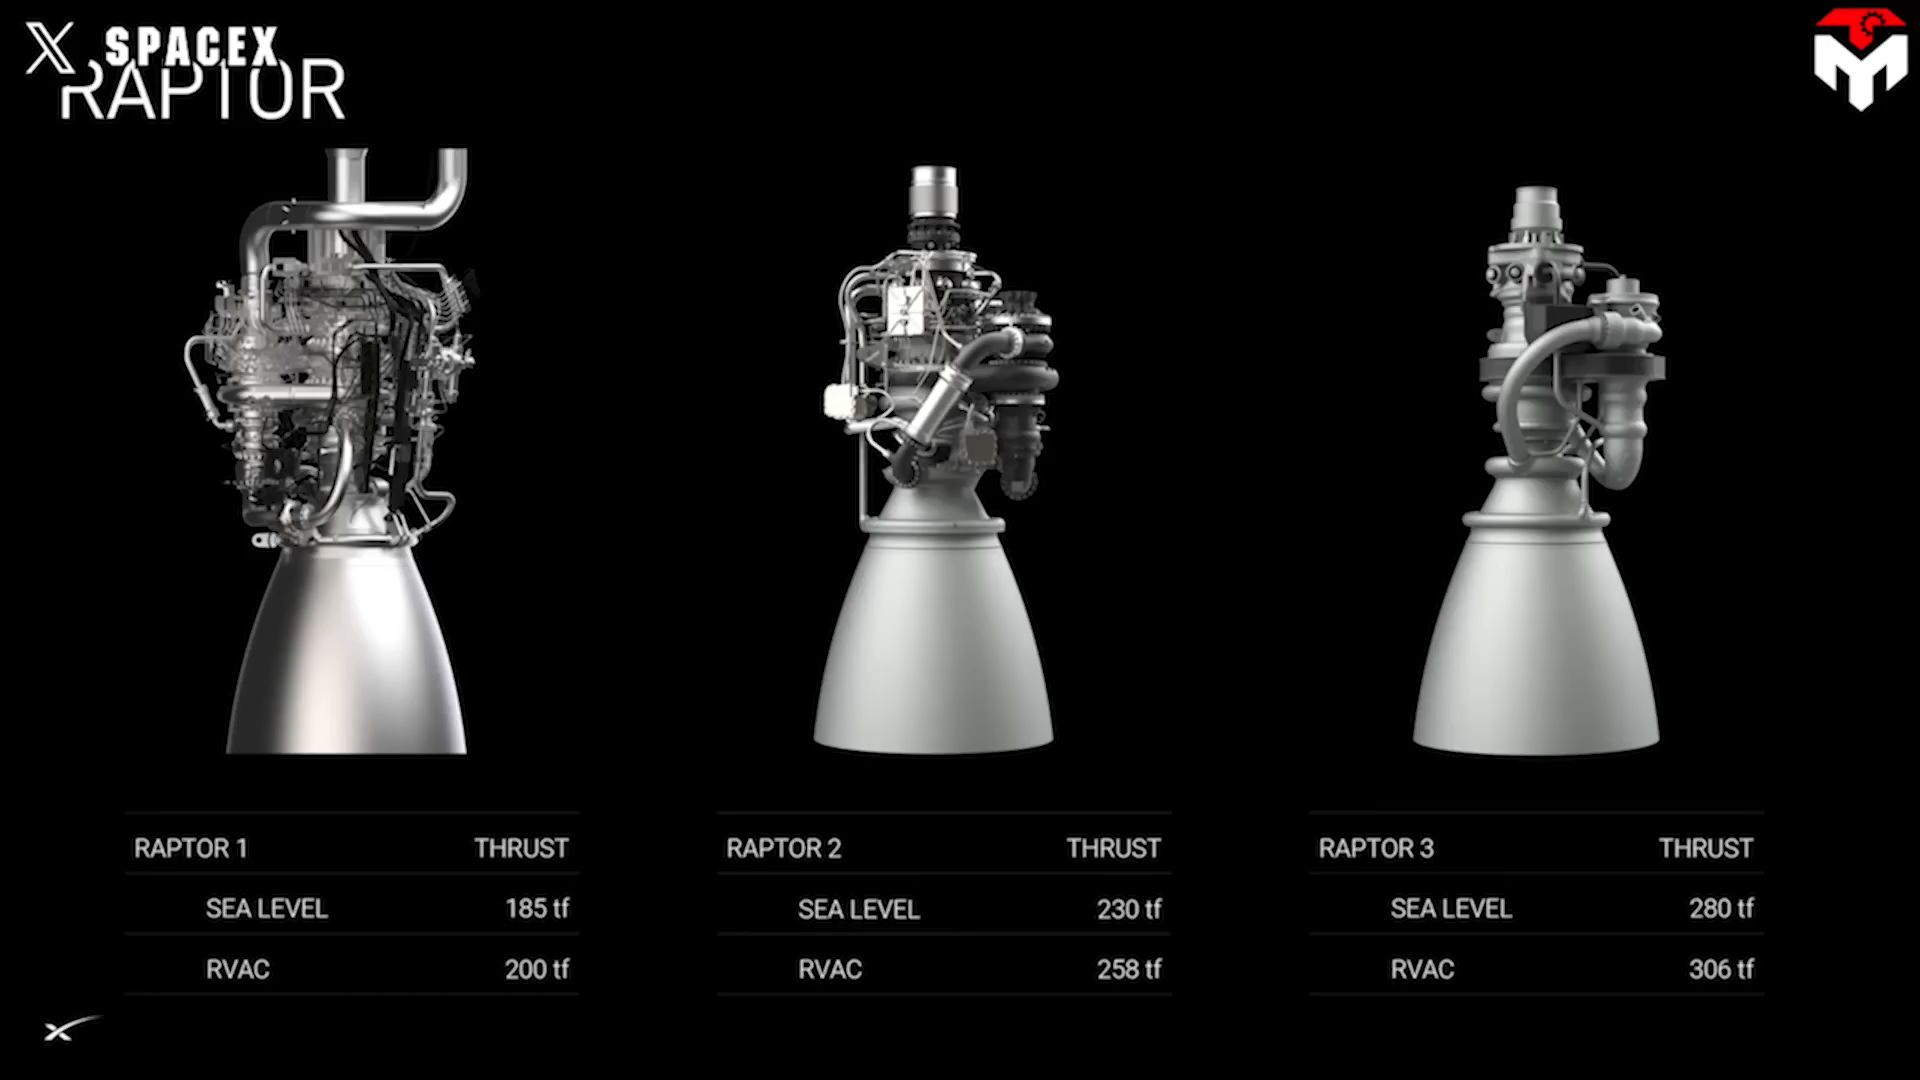 X SPACEX
RAPTOR
RAPTOR 1 THRUST
SEA LEVEL 185 tf
RVAC 200 tf
RAPTOR 2 THRUST
SEA LEVEL 230 tf
RVAC 258 tf
RAPTOR 3 THRUST
SEA LEVEL 280 tf
RVAC 306 tf